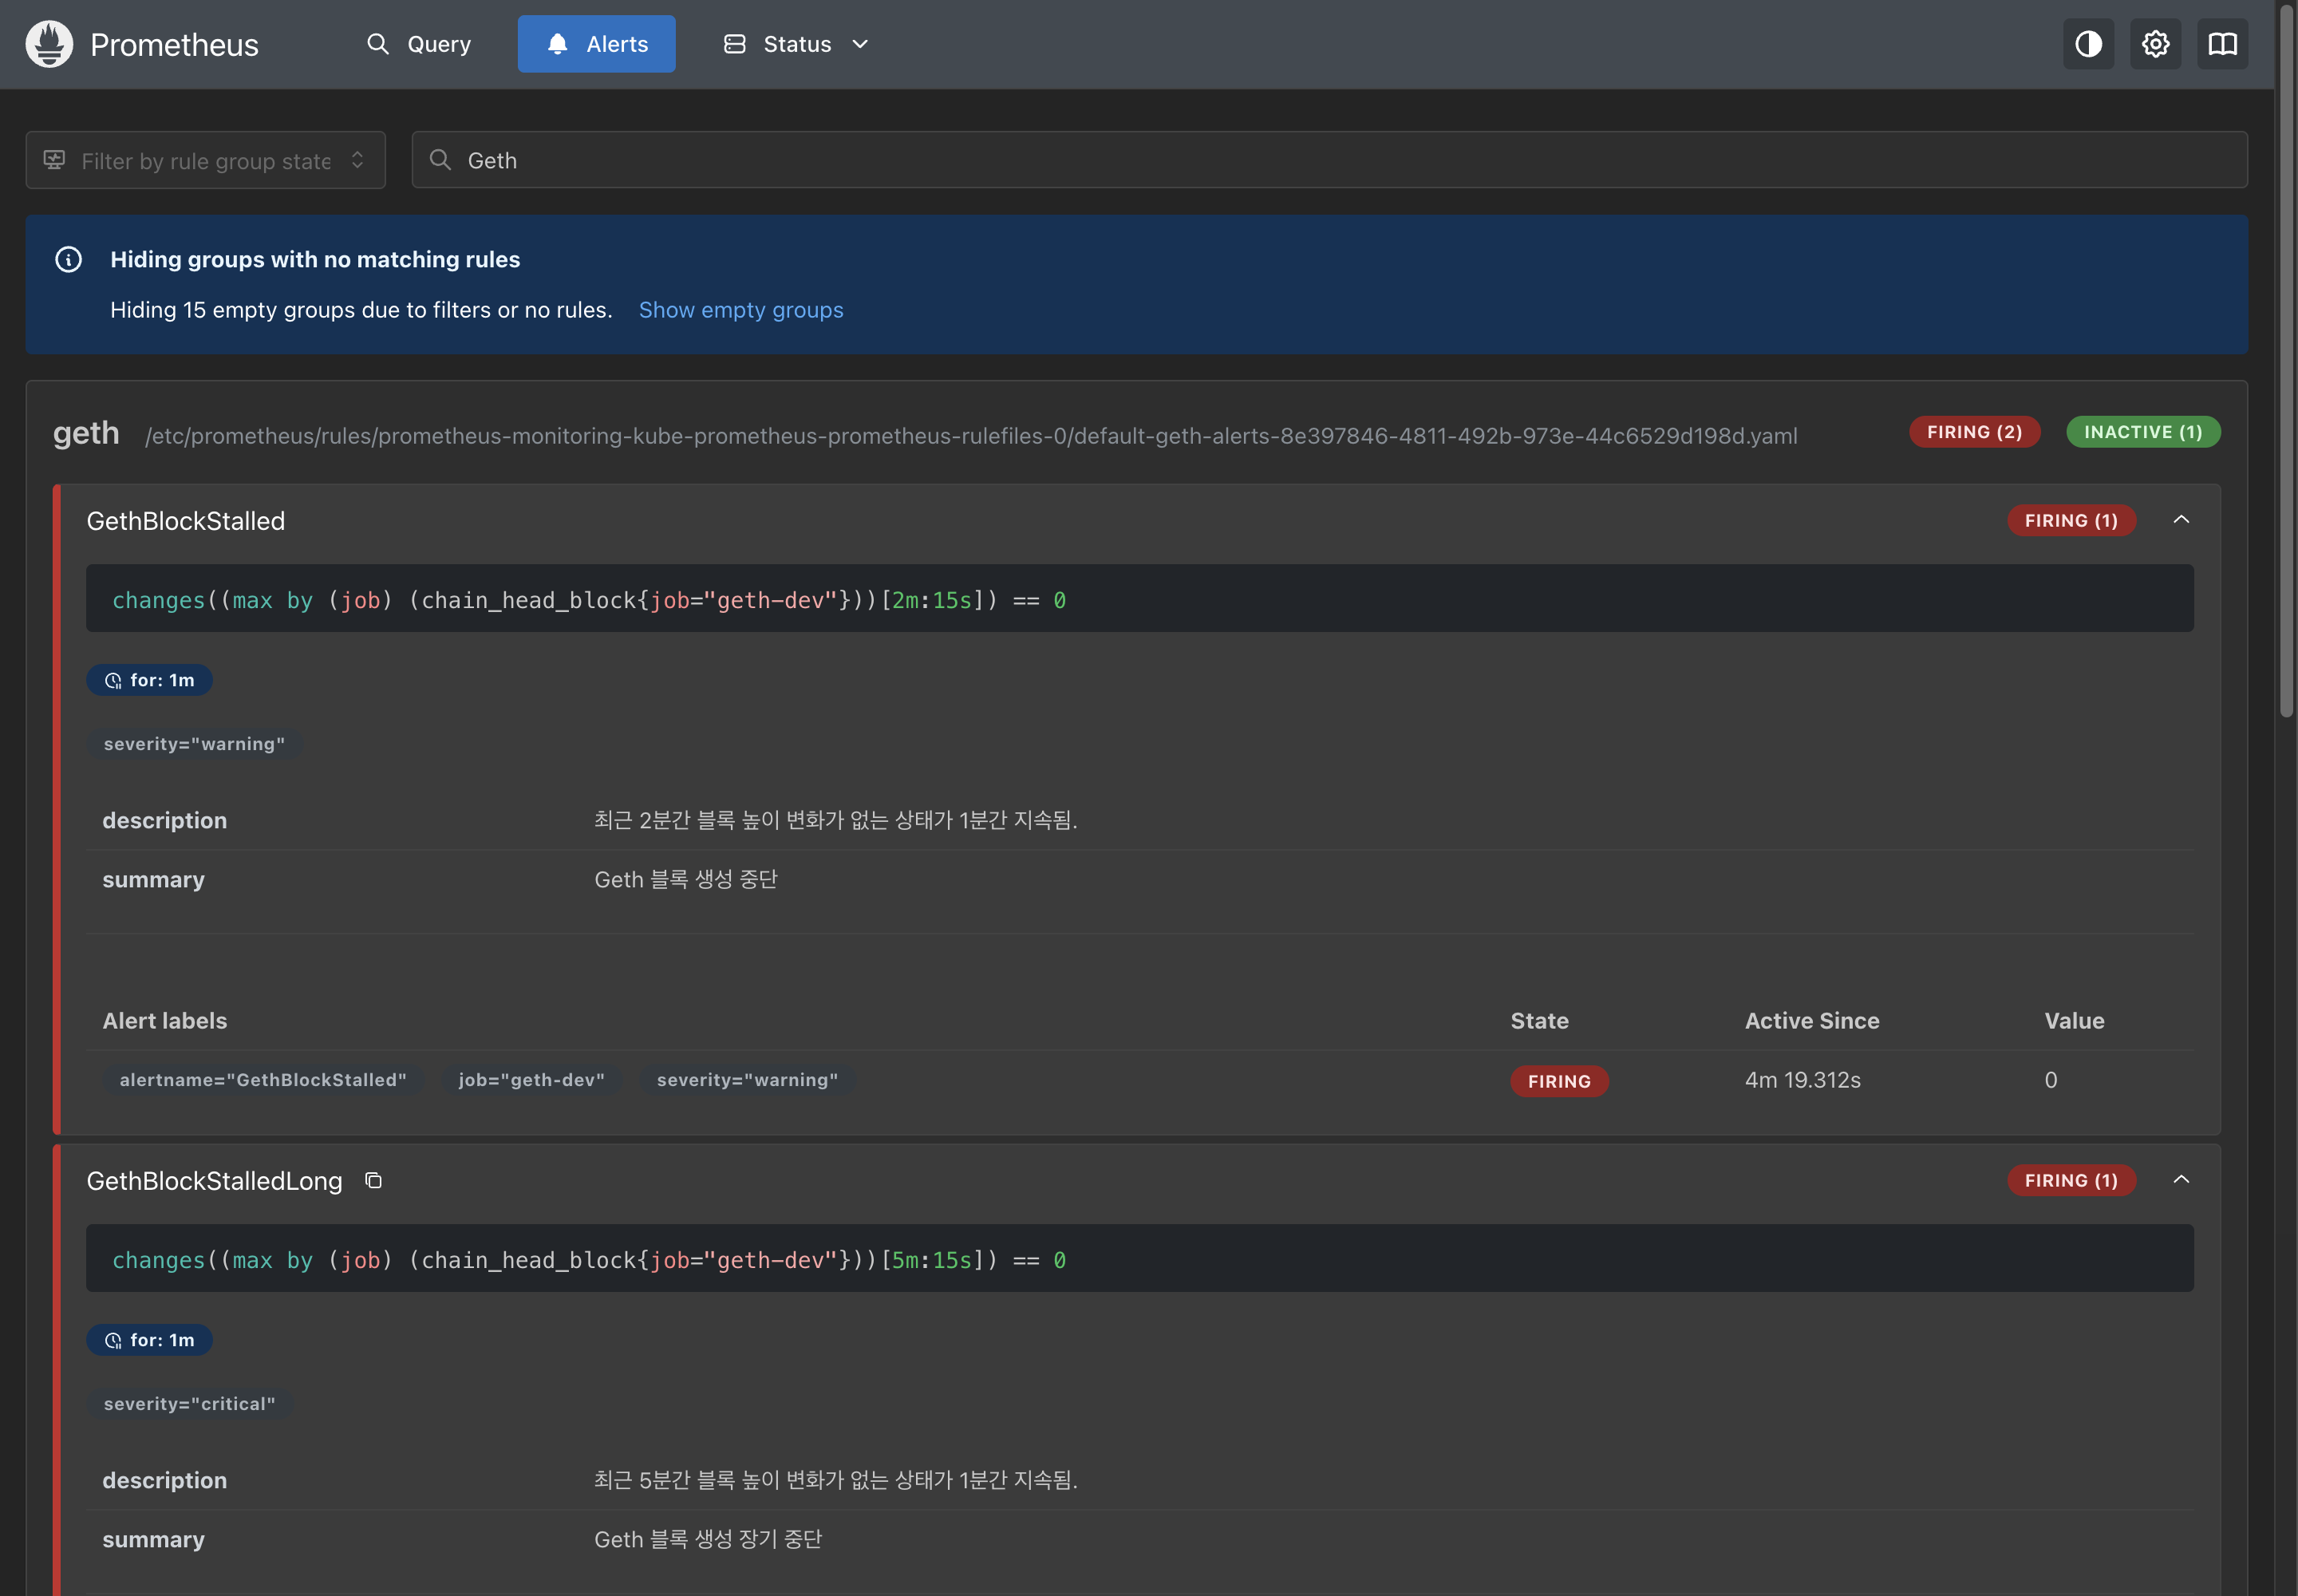 Prometheus Query Alerts Status
Filter by rule group state Geth
Hiding groups with no matching rules
Hiding 15 empty groups due to filters or no rules. Show empty groups
geth /etc/prometheus/rules/prometheus-monitoring-kube-prometheus-prometheus-rulefiles-0/default-geth-alerts-8e397846-4811-492b-973e-44c6529d198d.yaml FIRING (2) INACTIVE (1)
GethBlockStalled FIRING (1)
changes((max by (job) (chain_head_block{job="geth-dev"}))[2m:15s]) == 0
for: 1m
severity="warning"
description 최근 2분간 블록 높이 변화가 없는 상태가 1분간 지속됨.
summary Geth 블록 생성 중단
Alert labels State Active Since Value
alertname="GethBlockStalled" job="geth-dev" severity="warning" FIRING 4m 19.312s 0
GethBlockStalledLong FIRING (1)
changes((max by (job) (chain_head_block{job="geth-dev"}))[5m:15s]) == 0
for: 1m
severity="critical"
description 최근 5분간 블록 높이 변화가 없는 상태가 1분간 지속됨.
summary Geth 블록 생성 장기 중단